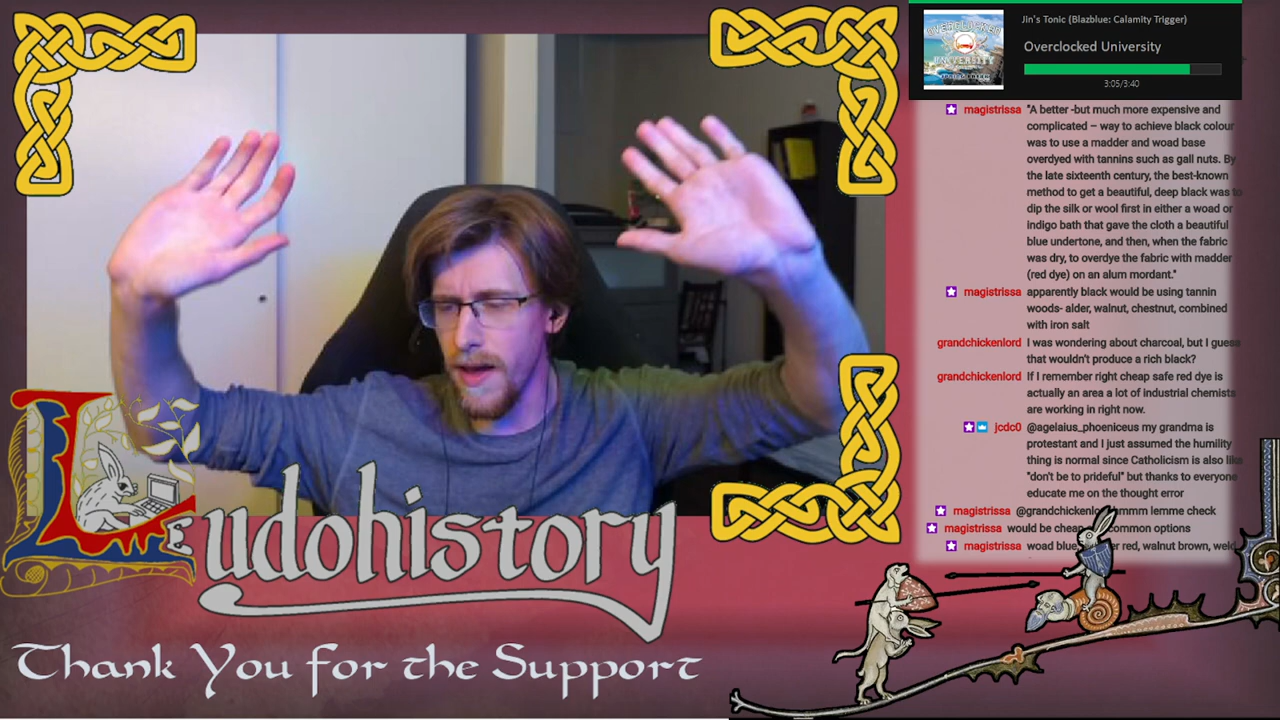 Jin's Tonic (Blazblue: Calamity Trigger)
Overclocked University
3:05/3:40
OVERCLOCKED
UNIVERSITY
magistrissa "A better -but much more expensive and
complicated – way to achieve black colour
was to use a madder and woad base
overdyed with tannins such as gall nuts. By
the late sixteenth century, the best-known
method to get a beautiful, deep black was to
dip the silk or wool first in either a woad or
indigo bath that gave the cloth a beautiful
blue undertone, and then, when the fabric
was dry, to overdye the fabric with madder
(red dye) on an alum mordant."
magistrissa apparently black would be using tannin
woods- alder, walnut, chestnut, combined
with iron salt
grandchickenlord I was wondering about charcoal, but I guess
that wouldn't produce a rich black?
grandchickenlord If I remember right cheap safe red dye is
actually an area a lot of industrial chemists
are working in right now.
jcdc0 @agelaius_phoeniceus my grandma is
protestant and I just assumed the humility
thing is normal since Catholicism is also like
"don't be to prideful" but thanks to everyone
educate me on the thought error
magistrissa @grandchickenlo mmm lemme check
magistrissa would be cheap common options
magistrissa woad blue, red, walnut brown, weld
Ludohistory
Thank You for the Support